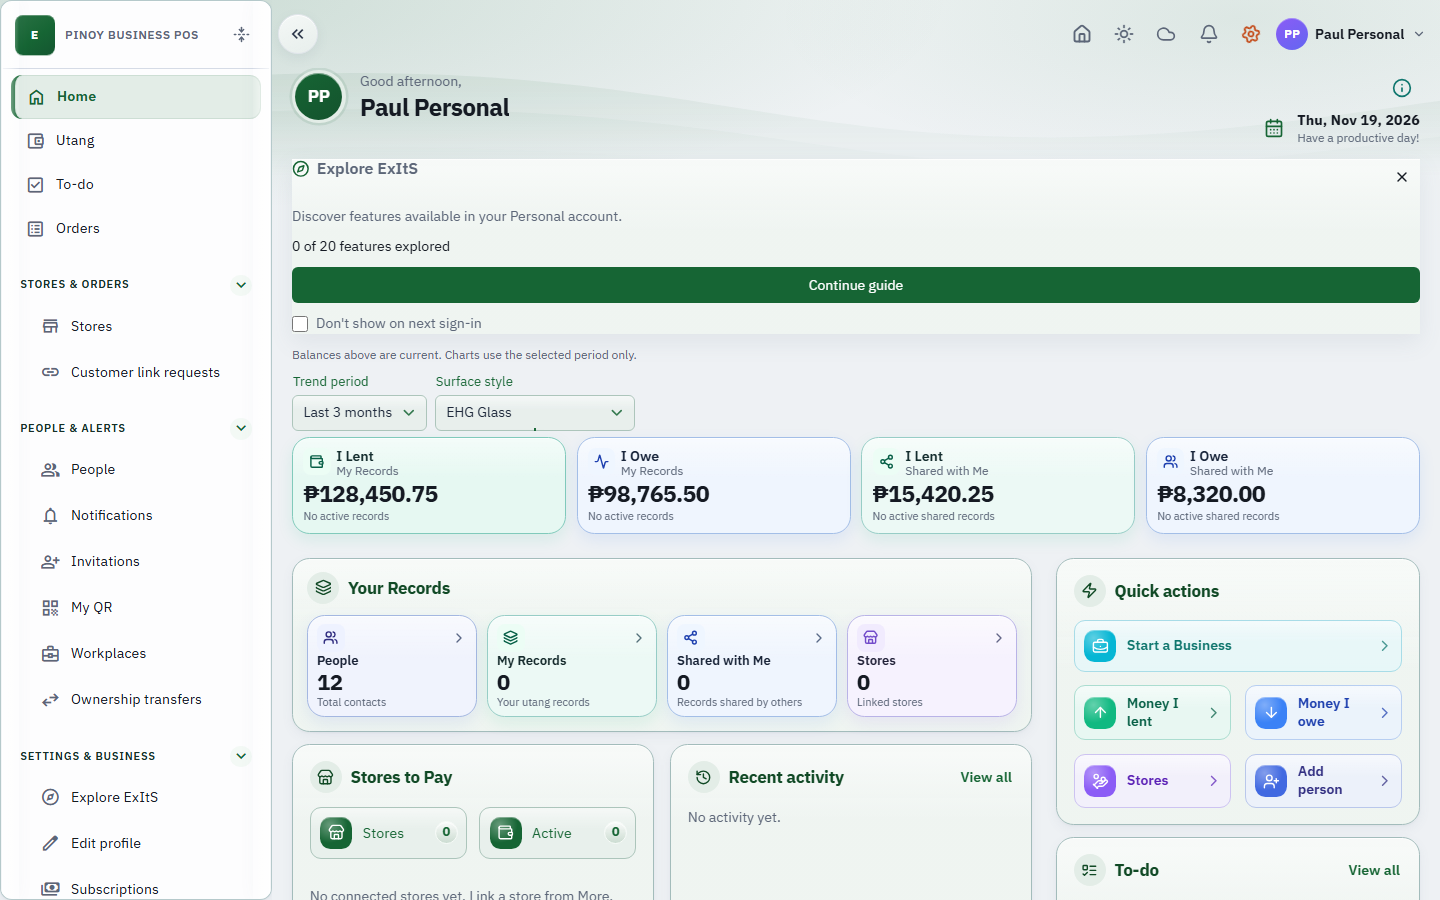 E
PINOY BUSINESS POS
Home
Utang
To-do
Orders
STORES & ORDERS
Stores
Customer link requests
PEOPLE & ALERTS
People
Notifications
Invitations
My QR
Workplaces
Ownership transfers
SETTINGS & BUSINESS
Explore ExItS
Edit profile
Subscriptions
PP
Paul Personal
PP
Good afternoon,
Paul Personal
Thu, Nov 19, 2026
Have a productive day!
Explore ExItS
Discover features available in your Personal account.
0 of 20 features explored
Continue guide
Don't show on next sign-in
Balances above are current. Charts use the selected period only.
Trend period
Surface style
Last 3 months
EHG Glass
I Lent
My Records
₱128,450.75
No active records
I Owe
My Records
₱98,765.50
No active records
I Lent
Shared with Me
₱15,420.25
No active shared records
I Owe
Shared with Me
₱8,320.00
No active shared records
Your Records
People
12
Total contacts
My Records
0
Your utang records
Shared with Me
0
Records shared by others
Stores
0
Linked stores
Quick actions
Start a Business
Money I
lent
Money I
owe
Stores
Add
person
Stores to Pay
Stores
0
Active
0
No connected stores yet. Link a store from More.
Recent activity
View all
No activity yet.
To-do
View all